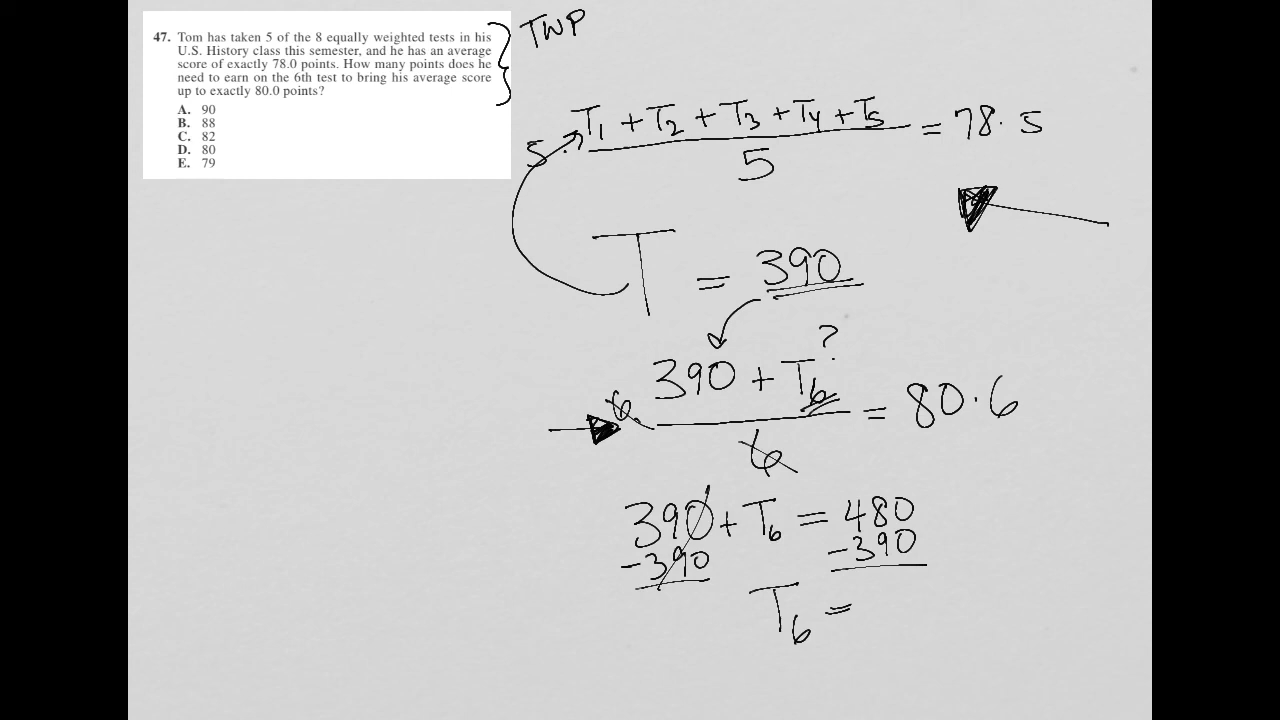 47. Tom has taken 5 of the 8 equally weighted tests in his
U.S. History class this semester, and he has an average
score of exactly 78.0 points. How many points does he
need to earn on the 6th test to bring his average score
up to exactly 80.0 points?
A. 90
B. 88
C. 82
D. 80
E. 79
TWP
5 · T1 + T2 + T3 + T4 + T5 = 78 · 5
5
T = 390
?
6 · 390 + T6 = 80 · 6
6
390 + T6 = 480
-390 -390
T6 =